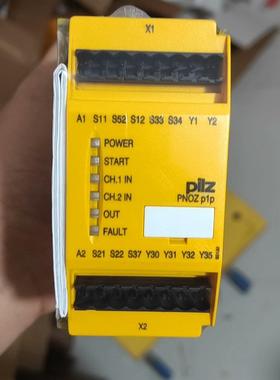 X1
A1 S11 S52 S12 S33 S34 Y1 Y2
POWER
START
CH.1 IN
CH.2 IN
OUT
FAULT
pilz
PNOZ p1p
A2 S21 S22 S37 Y30 Y31 Y32 Y35
X2